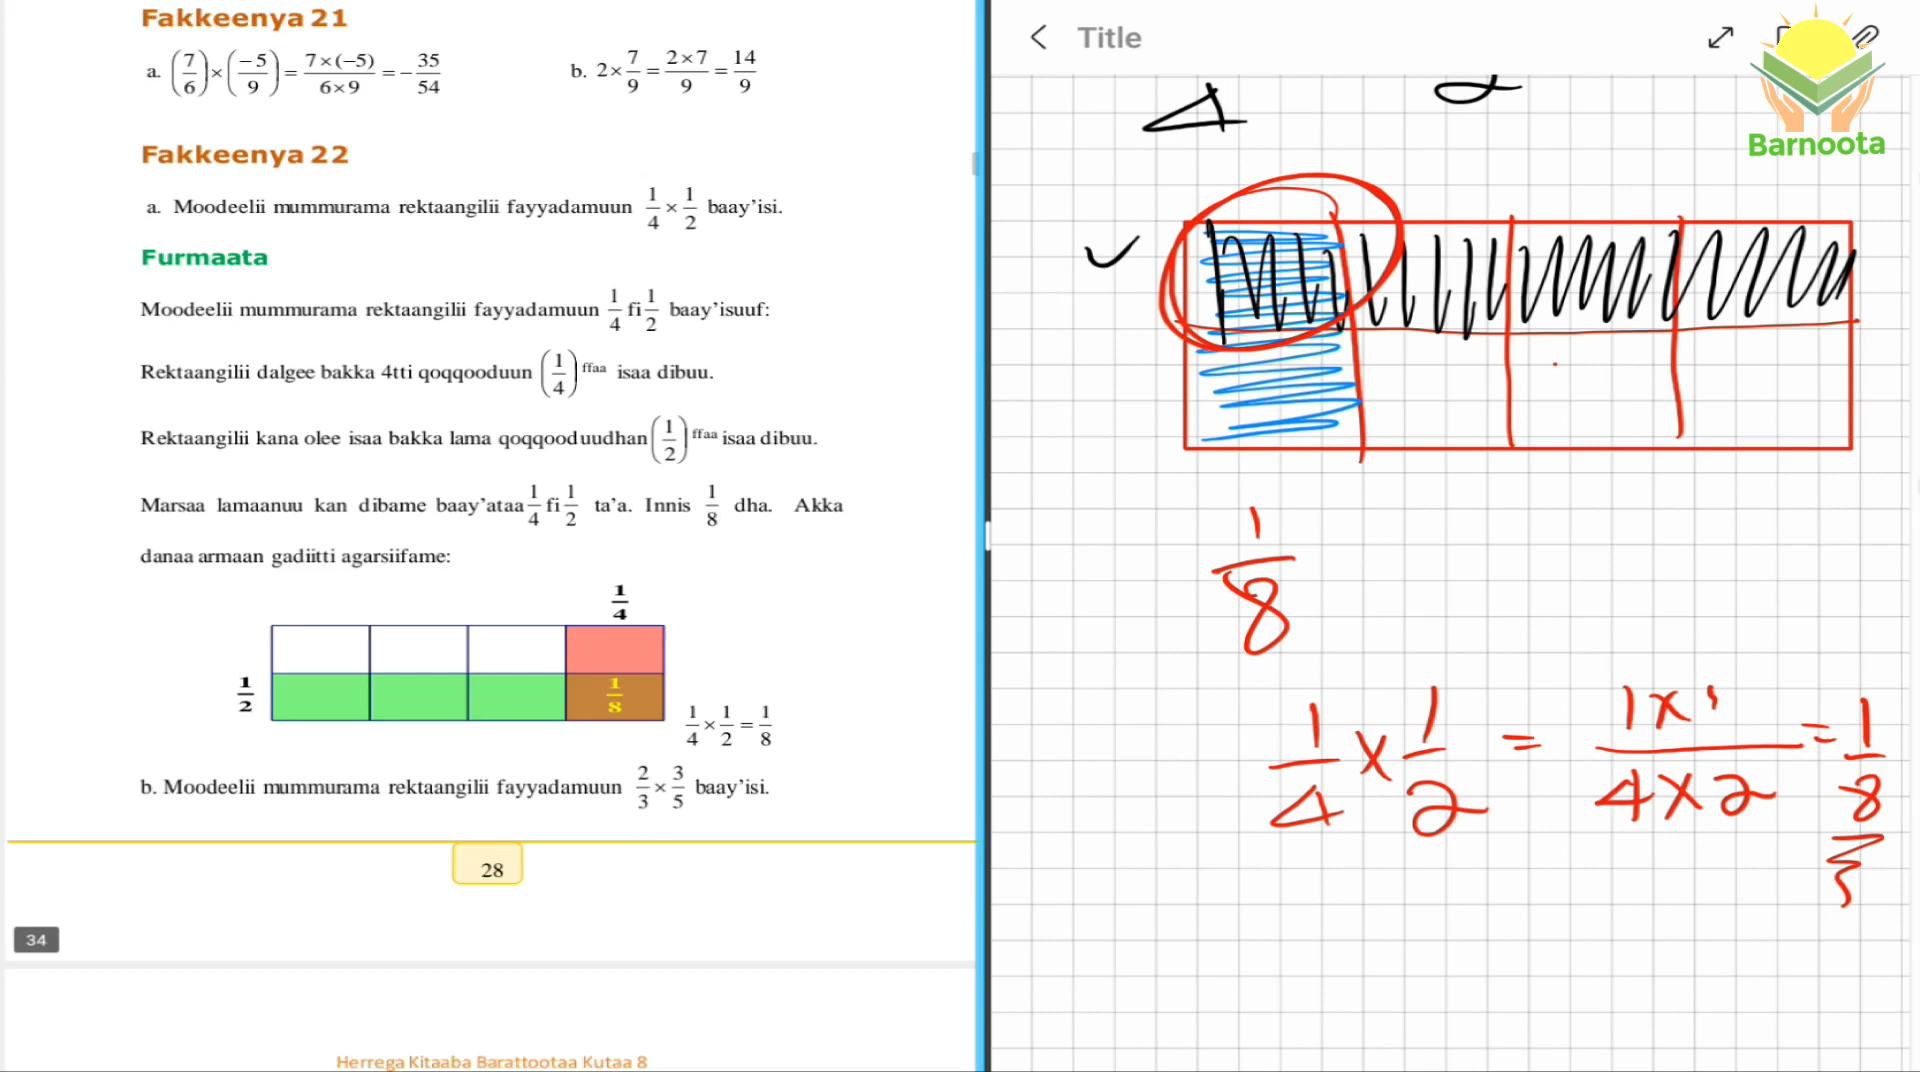 Fakkeenya 21
a. (7/6) × (−5/9) = 7×(−5)/6×9 = −35/54
b. 2 × 7/9 = 2×7/9 = 14/9
Fakkeenya 22
a. Moodeelii mummurama rektaangilii fayyadamuun 1/4 × 1/2 baay'isi.
Furmaata
Moodeelii mummurama rektaangilii fayyadamuun 1/4 fi 1/2 baay'isuuf:
Rektaangilii dalgee bakka 4tti qoqqooduun (1/4) ffaa isaa dibuu.
Rektaangilii kana olee isaa bakka lama qoqqooduudhan (1/2) ffaa isaa dibuu.
Marsaa lamaanuu kan dibame baay'ataa 1/4 fi 1/2 ta'a. Innis 1/8 dha. Akka
danaa armaan gadiitti agarsiifame:
1/4
1/2
1/8
1/4 × 1/2 = 1/8
b. Moodeelii mummurama rektaangilii fayyadamuun 2/3 × 3/5 baay'isi.
28
34
Herrega Kitaaba Barattootaa Kutaa 8
Title
Barnoota
4 2
1/8
1/4 × 1/2 = 1×1/4×2 = 1/8